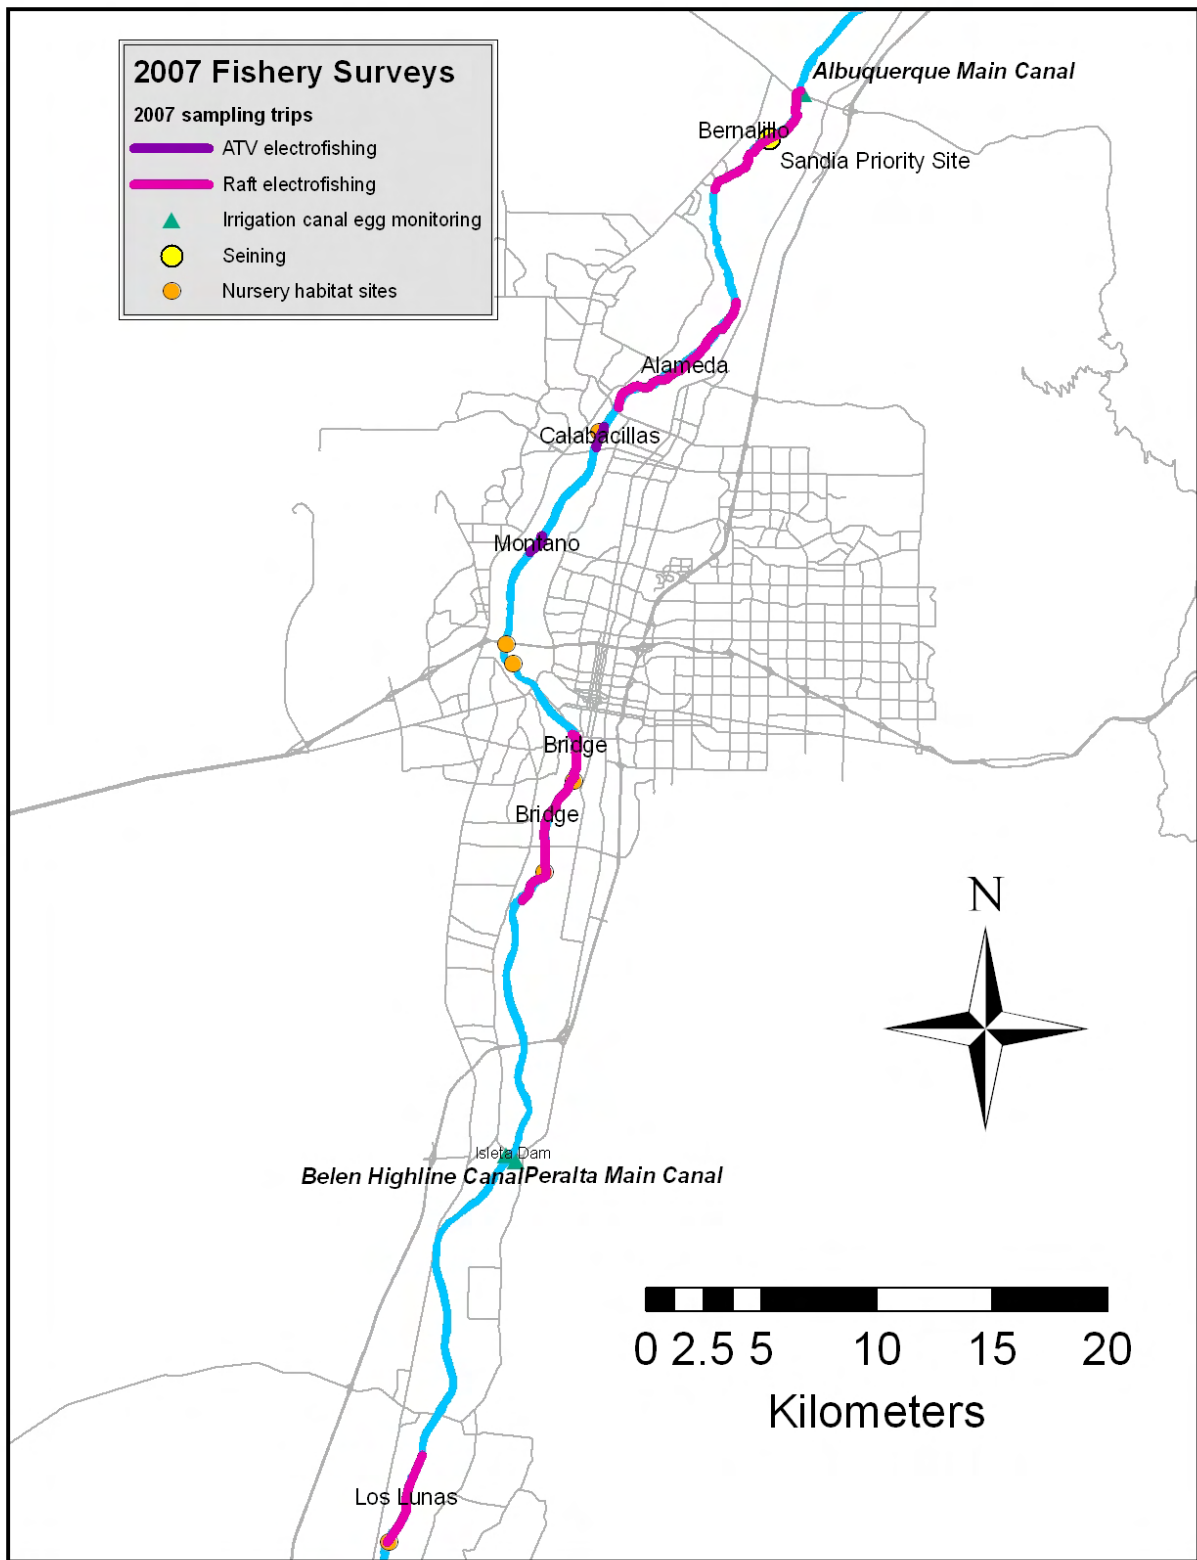 2007 Fishery Surveys
2007 sampling trips
ATV electrofishing
Raft electrofishing
Irrigation canal egg monitoring
Seining
Nursery habitat sites
Albuquerque Main Canal
Bernalillo
Sandia Priority Site
Alameda
Calabacillas
Montano
Bridge
Bridge
N
Isleta Dam
Belen Highline Canal Peralta Main Canal
0 2.5 5 10 15 20
Kilometers
Los Lunas